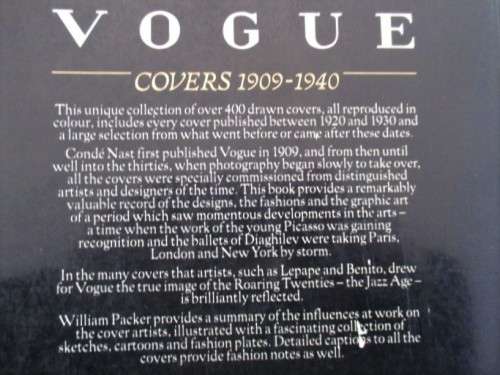 VOGUE
COVERS 1909-1940
This unique collection of over 400 drawn covers, all reproduced in
colour, includes every cover published between 1920 and 1930 and
a large selection from what went before or came after these dates.
Condé Nast first published Vogue in 1909, and from then until
well into the thirties, when photography began slowly to take over,
all the covers were specially commissioned from distinguished
artists and designers of the time. This book provides a remarkably
valuable record of the designs, the fashions and the graphic art
of a period which saw momentous developments in the arts –
a time when the work of the young Picasso was gaining
recognition and the ballets of Diaghilev were taking Paris,
London and New York by storm.
In the many covers that artists, such as Lepape and Benito, drew
for Vogue the true image of the Roaring Twenties – the Jazz Age –
is brilliantly reflected.
William Packer provides a summary of the influences at work on
the cover artists, illustrated with a fascinating collection of
sketches, cartoons and fashion plates. Detailed captions to all the
covers provide fashion notes as well.